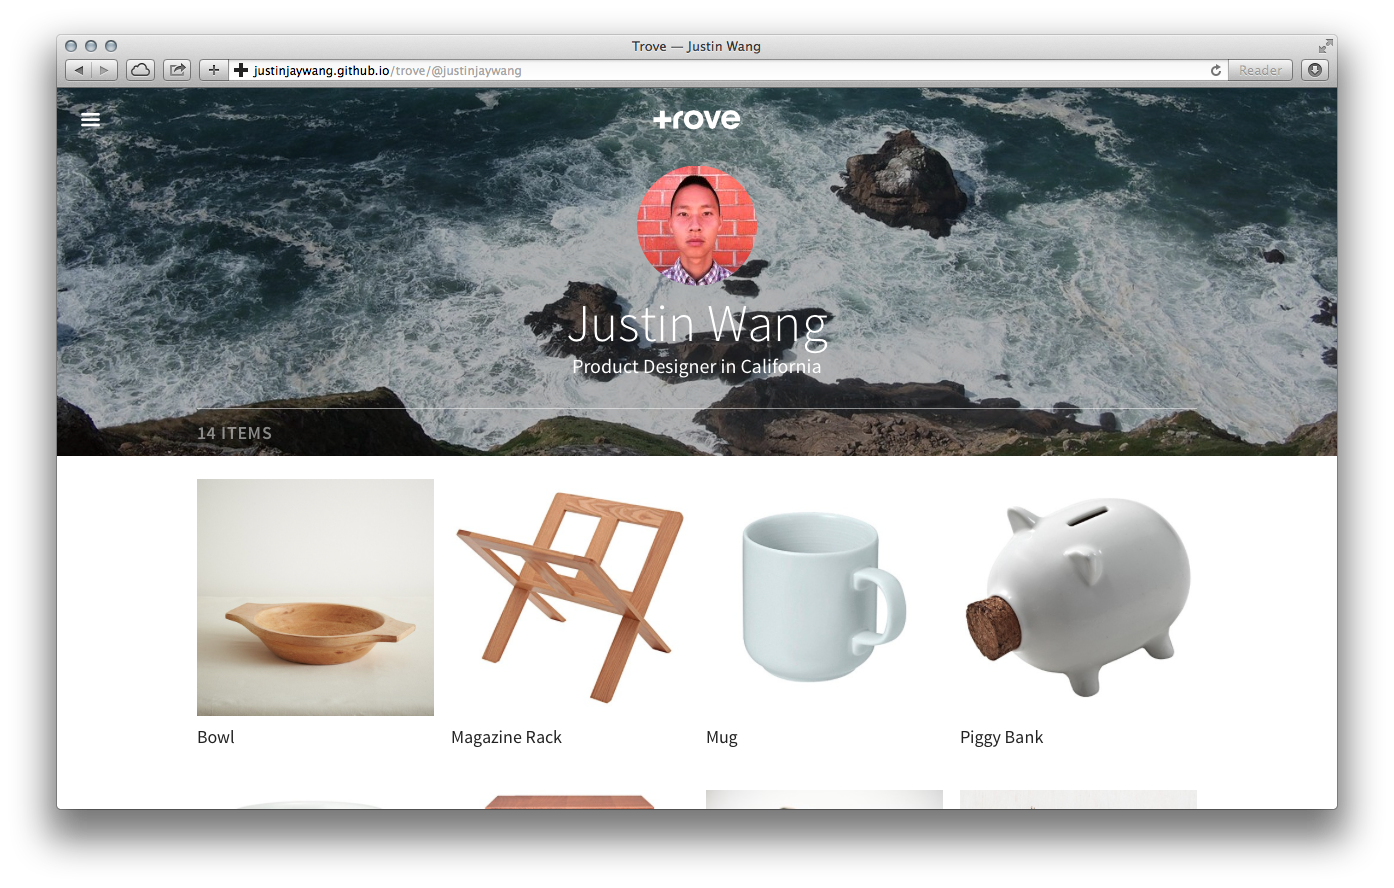 Trove — Justin Wang
justinjaywang.github.io/trove/@justinjaywang
Reader
trove
Justin Wang
Product Designer in California
14 ITEMS
Bowl
Magazine Rack
Mug
Piggy Bank